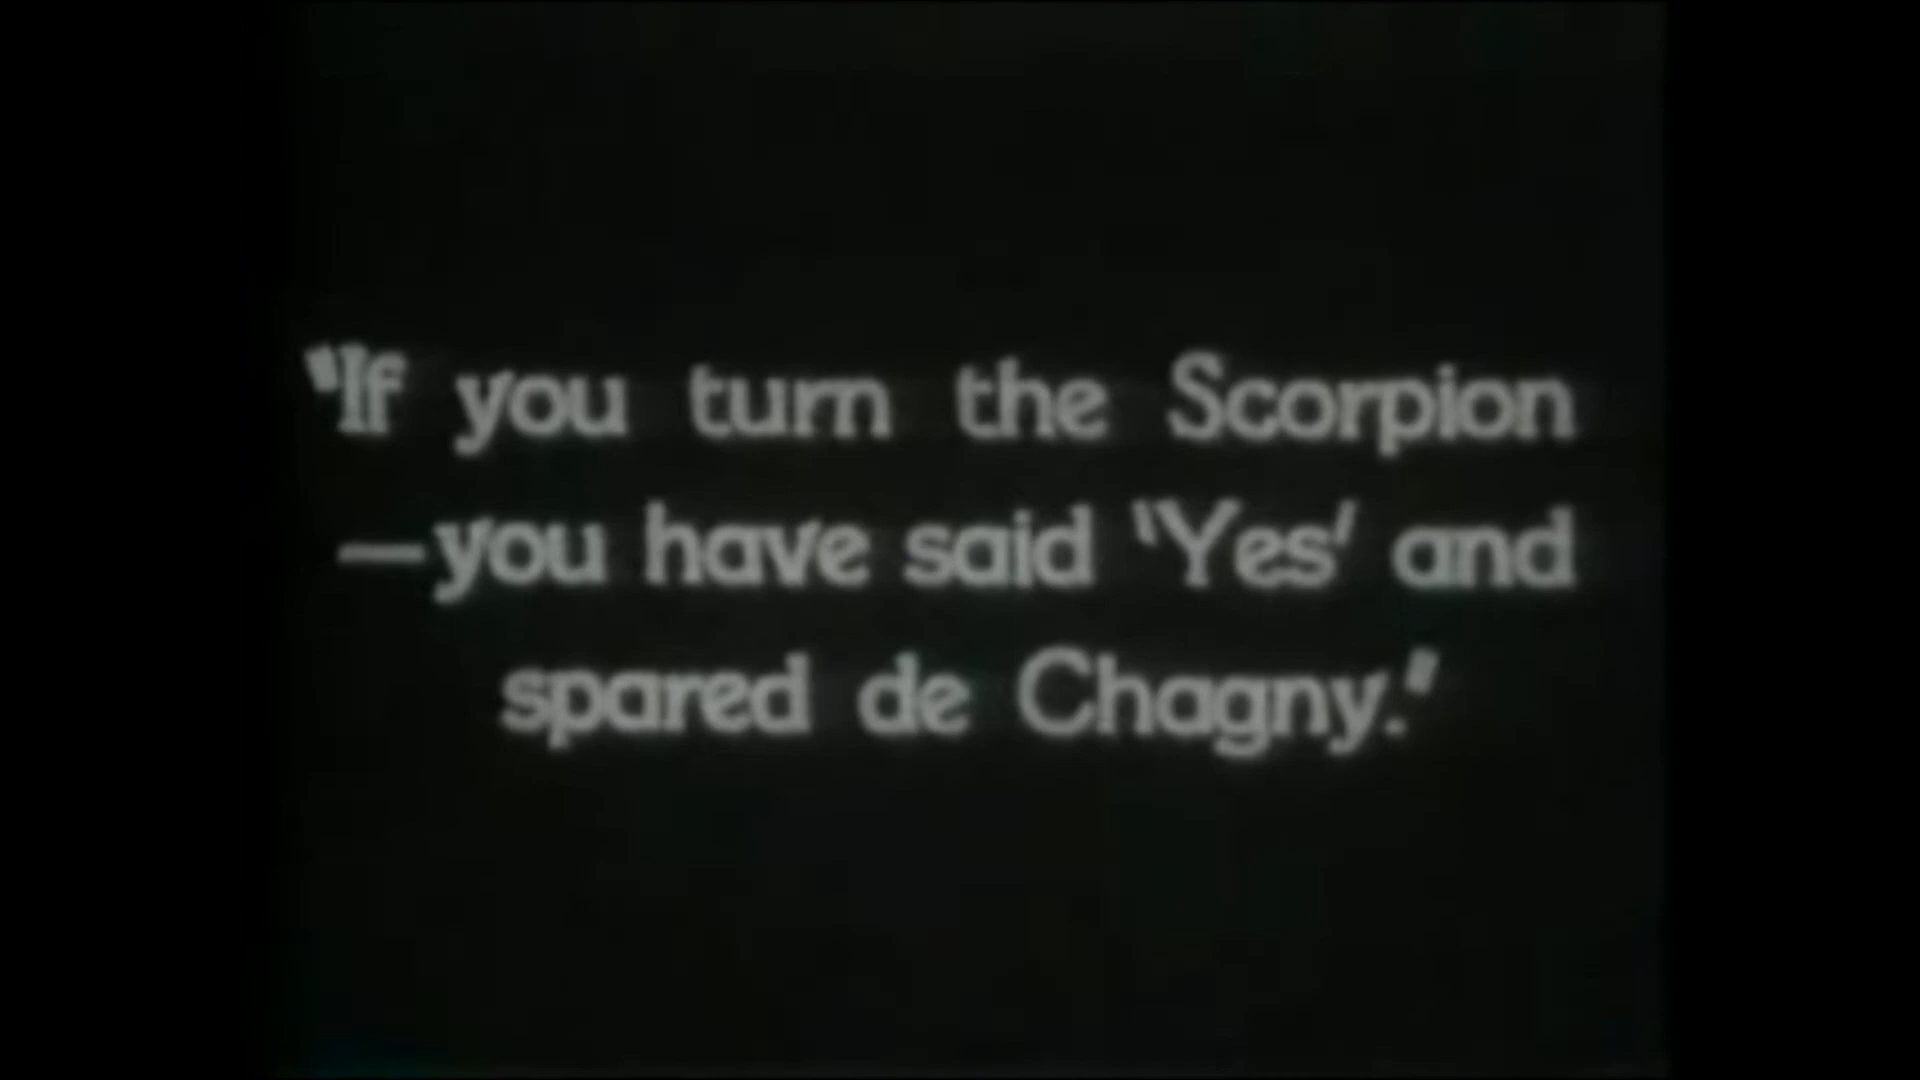 "If you turn the Scorpion
—you have said 'Yes' and
spared de Chagny."